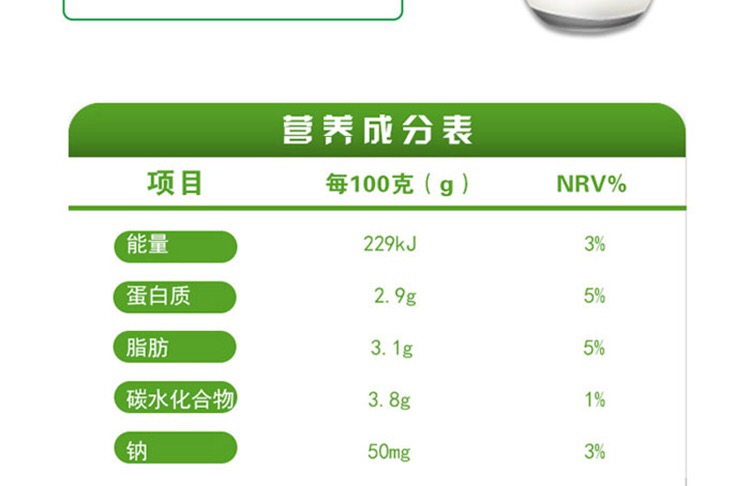 营养成分表
项目 每100克（g） NRV%
能量 229kJ 3%
蛋白质 2.9g 5%
脂肪 3.1g 5%
碳水化合物 3.8g 1%
钠 50mg 3%